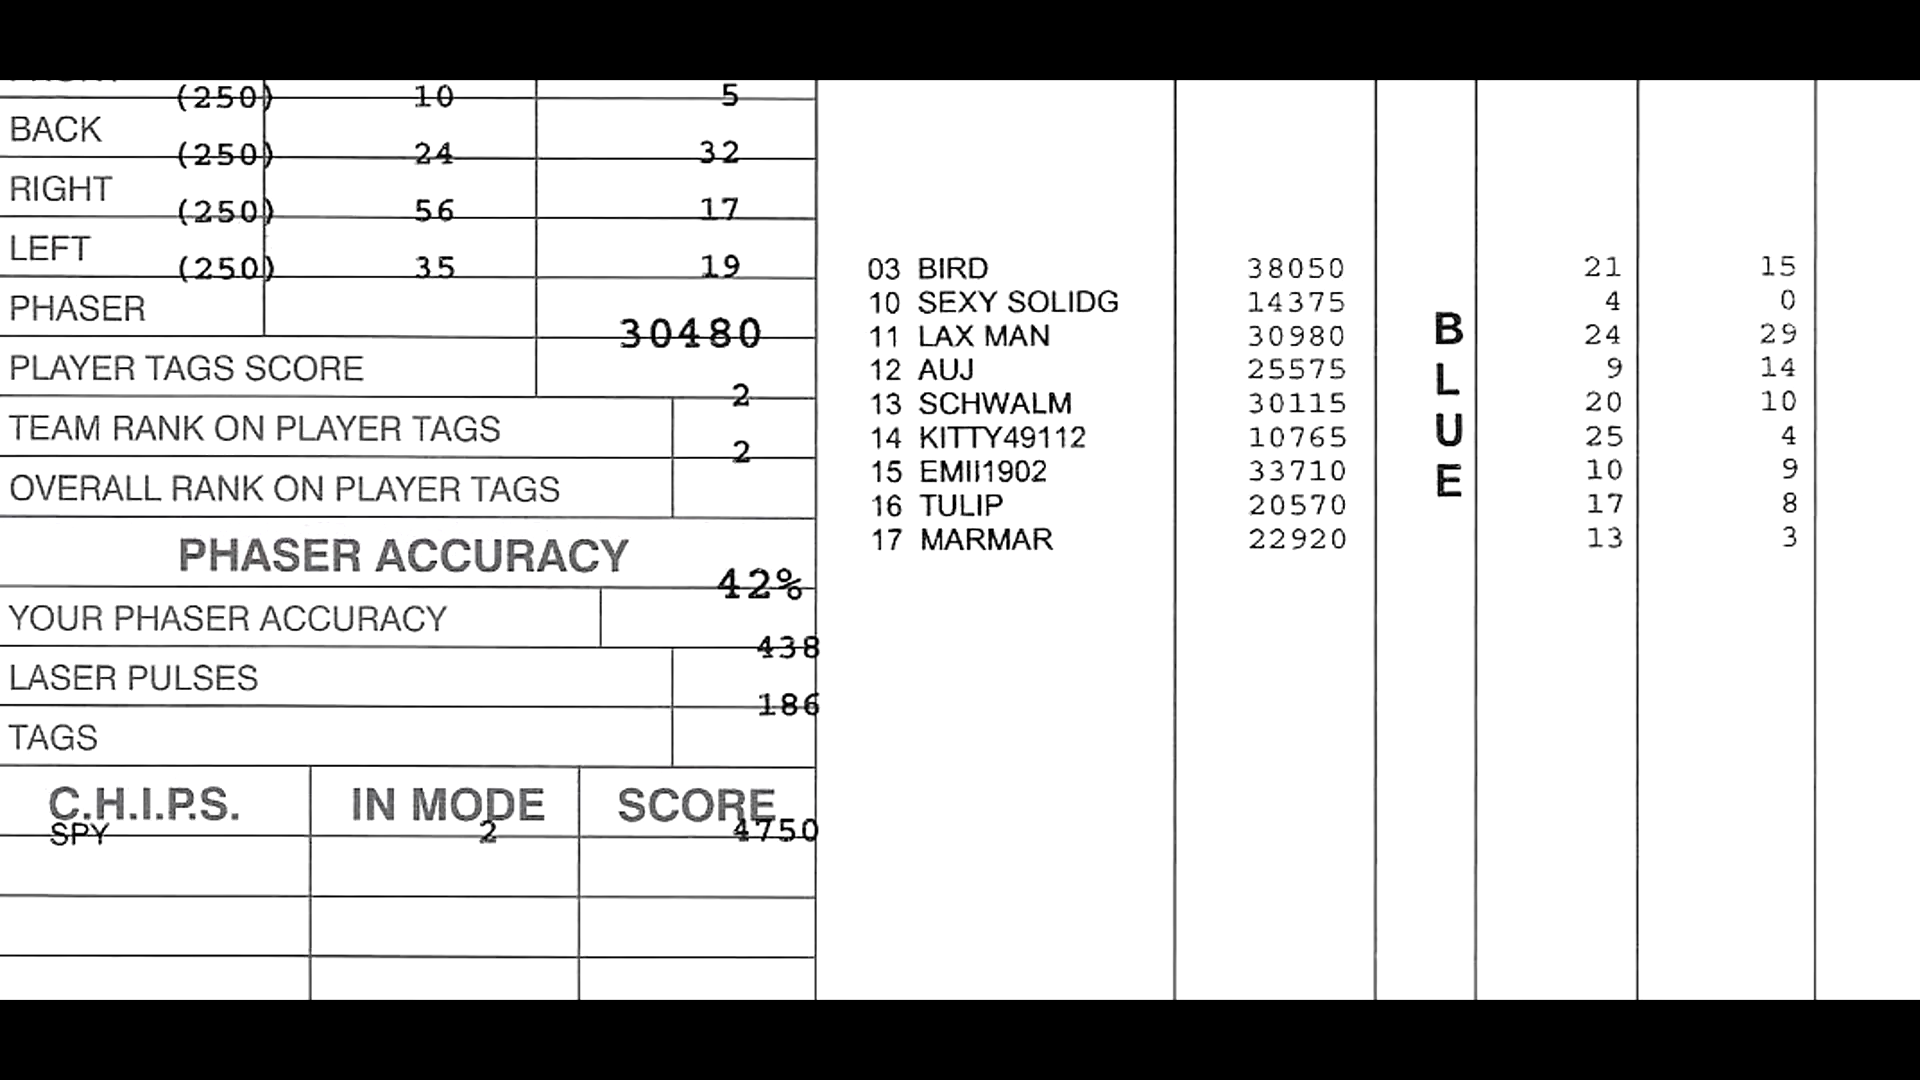 (250) 10 5
BACK
(250) 24 32
RIGHT
(250) 56 17
LEFT
(250) 35 19
PHASER
30480
PLAYER TAGS SCORE
2
TEAM RANK ON PLAYER TAGS
2
OVERALL RANK ON PLAYER TAGS
PHASER ACCURACY
42%
YOUR PHASER ACCURACY
438
LASER PULSES
186
TAGS
C.H.I.P.S. IN MODE SCORE
SPY 2 4750
03 BIRD 38050 21 15
10 SEXY SOLIDG 14375 4 0
11 LAX MAN 30980 24 29
12 AUJ 25575 9 14
13 SCHWALM 30115 20 10
14 KITTY49112 10765 25 4
15 EMII1902 33710 10 9
16 TULIP 20570 17 8
17 MARMAR 22920 13 3
BLUE